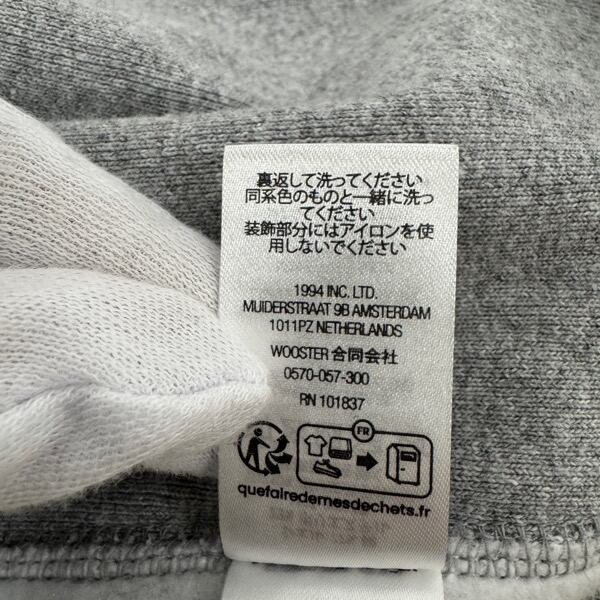 裏返して洗ってください
同系色のものと一緒に洗っ
てください
装飾部分にはアイロンを使
用しないでください
1994 INC. LTD.
MUIDERSTRAAT 9B AMSTERDAM
1011PZ NETHERLANDS
WOOSTER 合同会社
0570-057-300
RN 101837
FR
quefairedemesdechets.fr